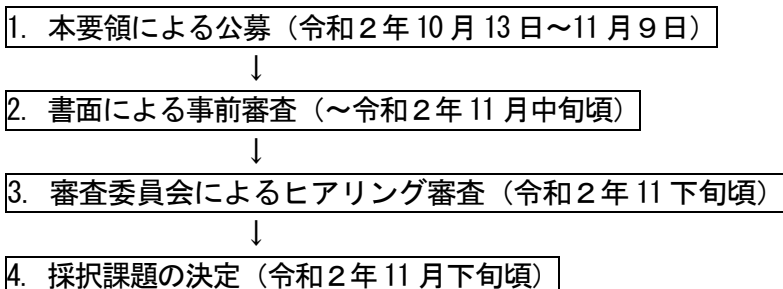 1. 本要領による公募（令和２年 10 月 13 日～11 月９日）
↓
2. 書面による事前審査（～令和２年 11 月中旬頃）
↓
3. 審査委員会によるヒアリング審査（令和２年 11 下旬頃）
↓
4. 採択課題の決定（令和２年 11 月下旬頃）